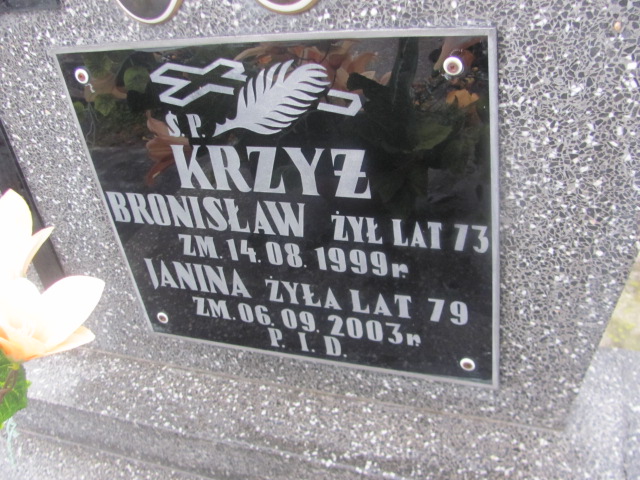 Ś.P.
KRZYŻ
BRONISŁAW ŻYŁ LAT 73
ZM. 14.08.1999r
JANINA ŻYŁA LAT 79
ZM. 06.09.2003r
P. I. D.